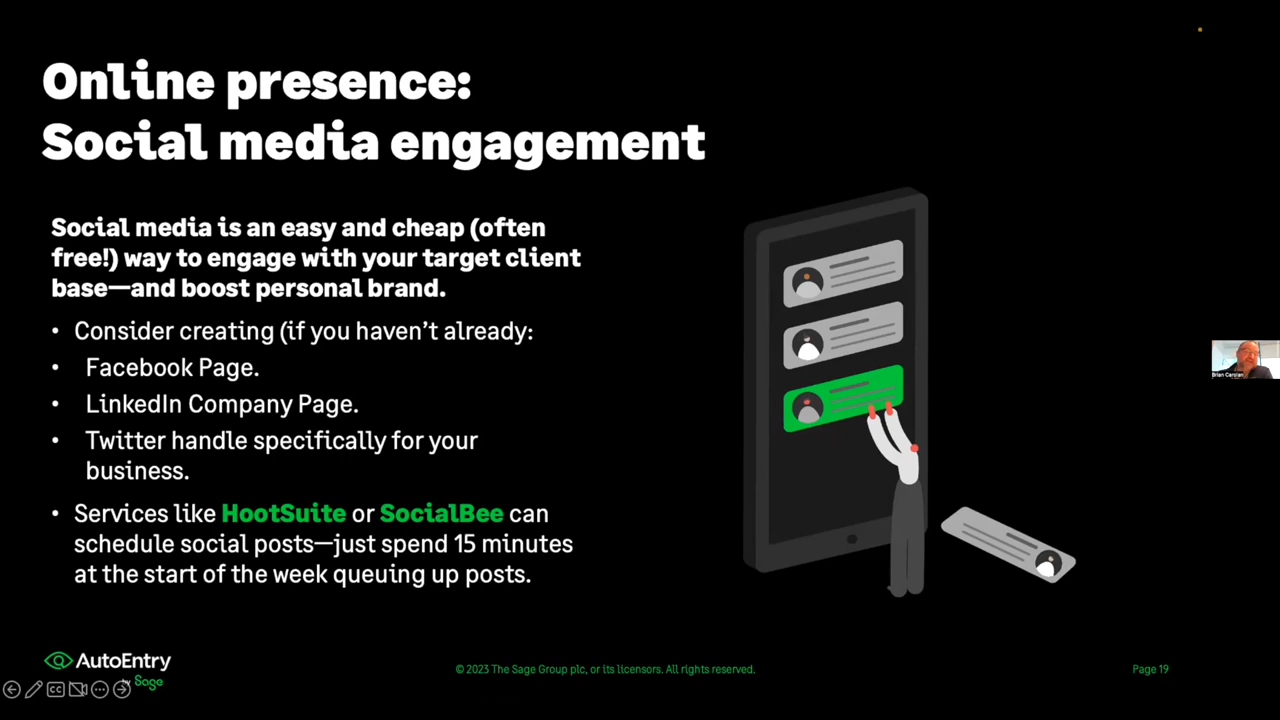 Online presence:
Social media engagement
Social media is an easy and cheap (often
free!) way to engage with your target client
base—and boost personal brand.
• Consider creating (if you haven’t already:
• Facebook Page.
• LinkedIn Company Page.
• Twitter handle specifically for your
business.
• Services like HootSuite or SocialBee can
schedule social posts—just spend 15 minutes
at the start of the week queuing up posts.
Brian Carolan
AutoEntry
by Sage
CC
© 2023 The Sage Group plc, or its licensors. All rights reserved.
Page 19